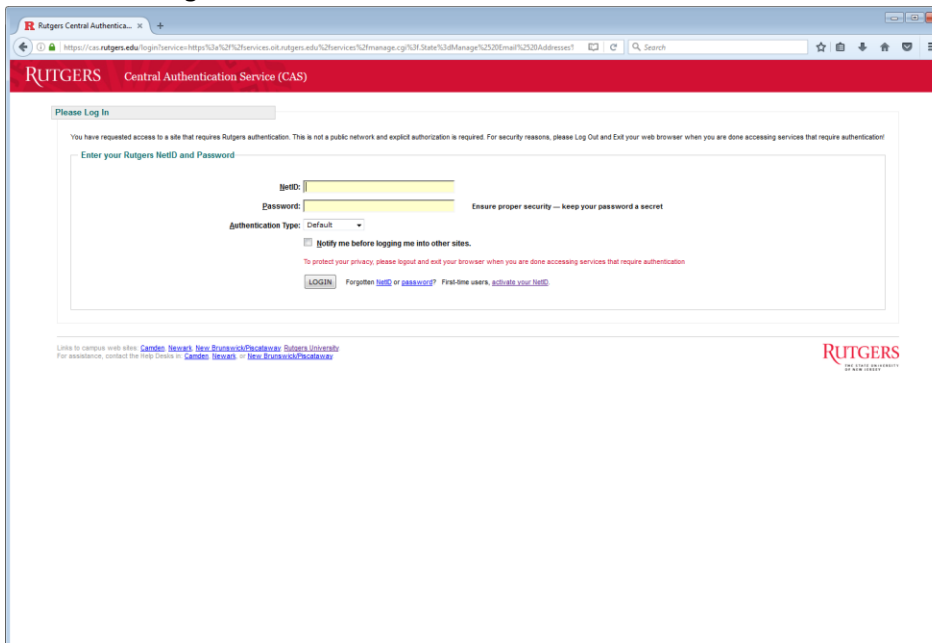 Rutgers Central Authentica...
https://cas.rutgers.edu/login?service=https%3a%2f%2fservices.oit.rutgers.edu%2fservices%2fmanage.cgi%3f.State%3dManage%2520Email%2520Addresses1
Search
RUTGERS Central Authentication Service (CAS)
Please Log In
You have requested access to a site that requires Rutgers authentication. This is not a public network and explicit authorization is required. For security reasons, please Log Out and Exit your web browser when you are done accessing services that require authentication!
Enter your Rutgers NetID and Password
NetID:
Password: Ensure proper security — keep your password a secret
Authentication Type: Default
Notify me before logging me into other sites.
To protect your privacy, please logout and exit your browser when you are done accessing services that require authentication
LOGIN Forgotten NetID or password? First-time users, activate your NetID.
Links to campus web sites: Camden, Newark, New Brunswick/Piscataway, Rutgers University
For assistance, contact the Help Desks in: Camden, Newark, or New Brunswick/Piscataway
RUTGERS
THE STATE UNIVERSITY
OF NEW JERSEY